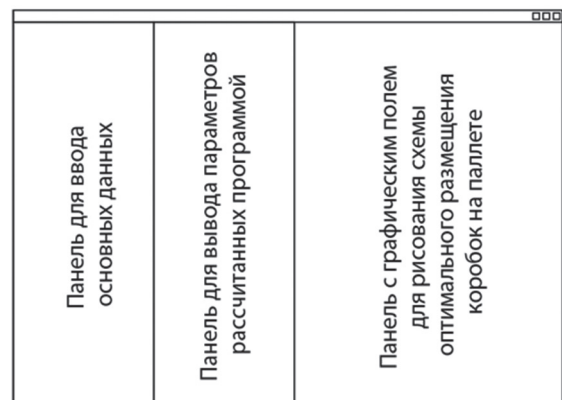 Панель для ввода
основных данных
Панель для вывода параметров
рассчитанных программой
Панель с графическим полем
для рисования схемы
оптимального размещения
коробок на паллете